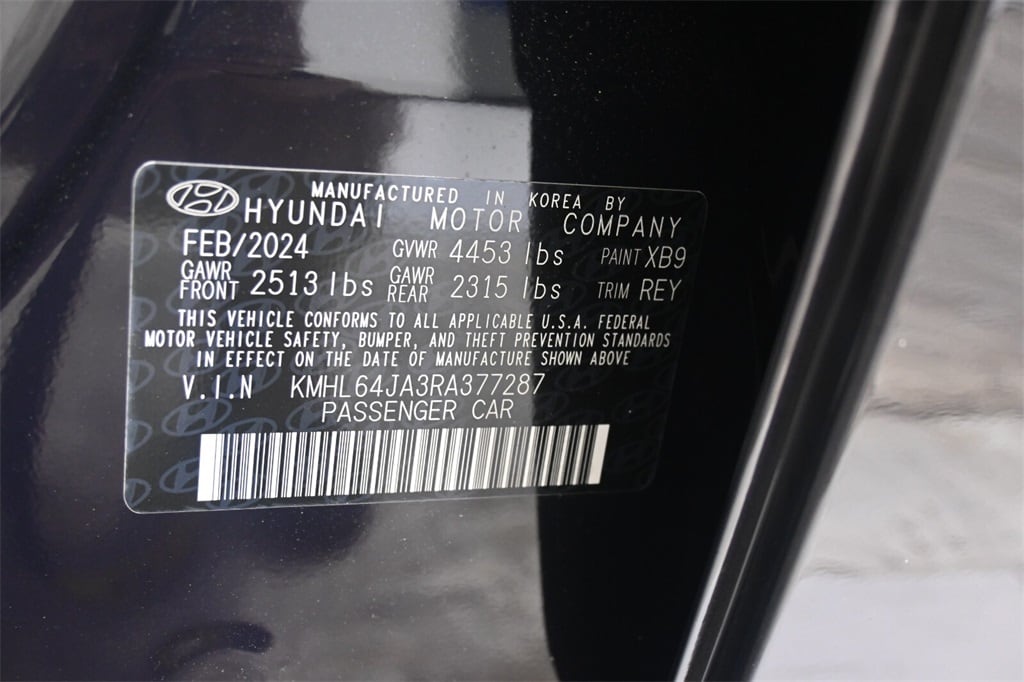 MANUFACTURED IN KOREA BY
HYUNDAI MOTOR COMPANY
FEB/2024 GVWR 4453 lbs PAINT XB9
GAWR FRONT 2513 lbs GAWR REAR 2315 lbs TRIM REY
THIS VEHICLE CONFORMS TO ALL APPLICABLE U.S.A. FEDERAL
MOTOR VEHICLE SAFETY, BUMPER, AND THEFT PREVENTION STANDARDS
IN EFFECT ON THE DATE OF MANUFACTURE SHOWN ABOVE
V.I.N KMHL64JA3RA377287
PASSENGER CAR